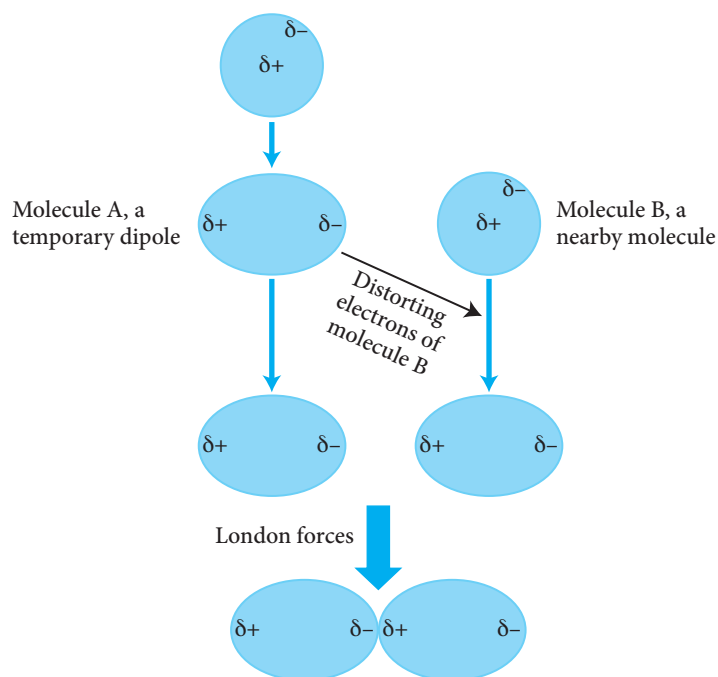 δ−
δ+
Molecule A, a
temporary dipole
δ+
δ−
δ−
δ+
Molecule B, a
nearby molecule
Distorting
electrons of
molecule B
δ+
δ−
δ+
δ−
London forces
δ+
δ−
δ+
δ−